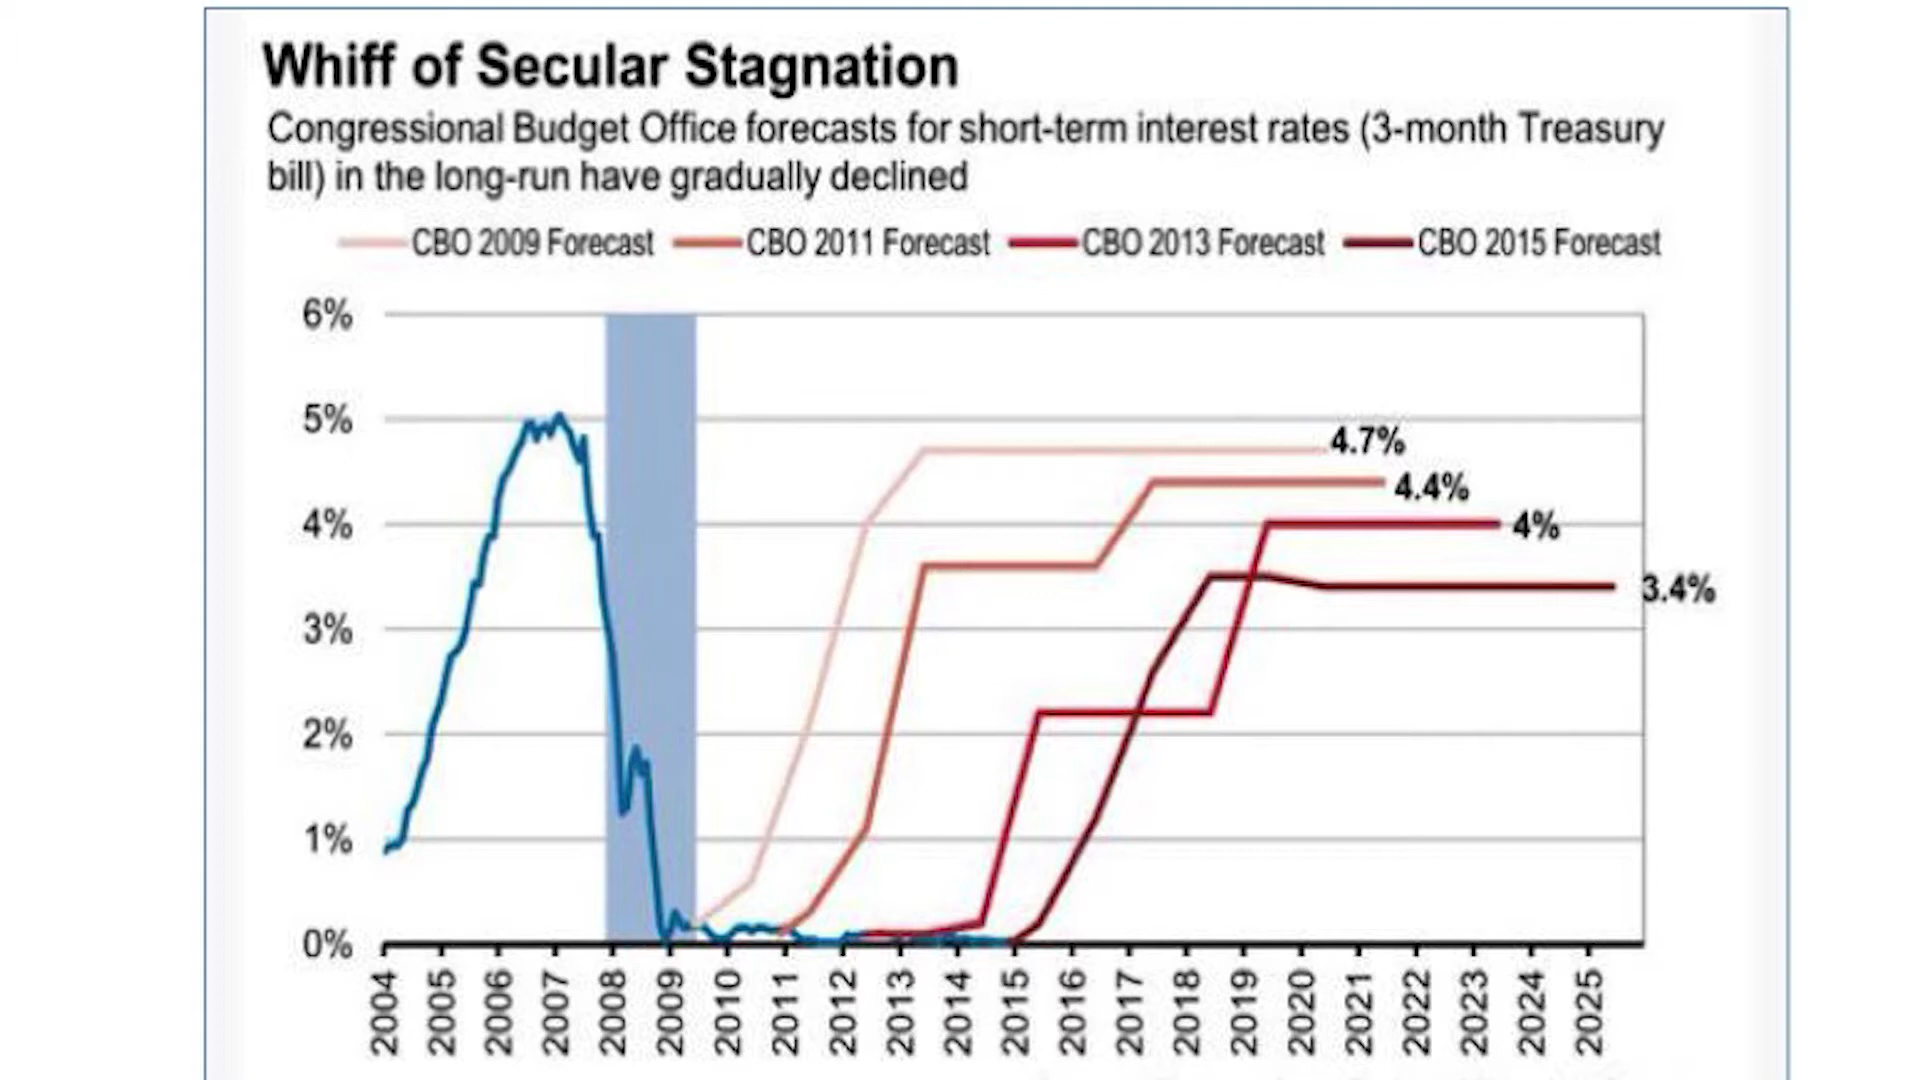 Whiff of Secular Stagnation
Congressional Budget Office forecasts for short-term interest rates (3-month Treasury
bill) in the long-run have gradually declined
CBO 2009 Forecast CBO 2011 Forecast CBO 2013 Forecast CBO 2015 Forecast
6%
5%
4.7%
4.4%
4%
4%
3.4%
3%
2%
1%
0%
2004 2005 2006 2007 2008 2009 2010 2011 2012 2013 2014 2015 2016 2017 2018 2019 2020 2021 2022 2023 2024 2025